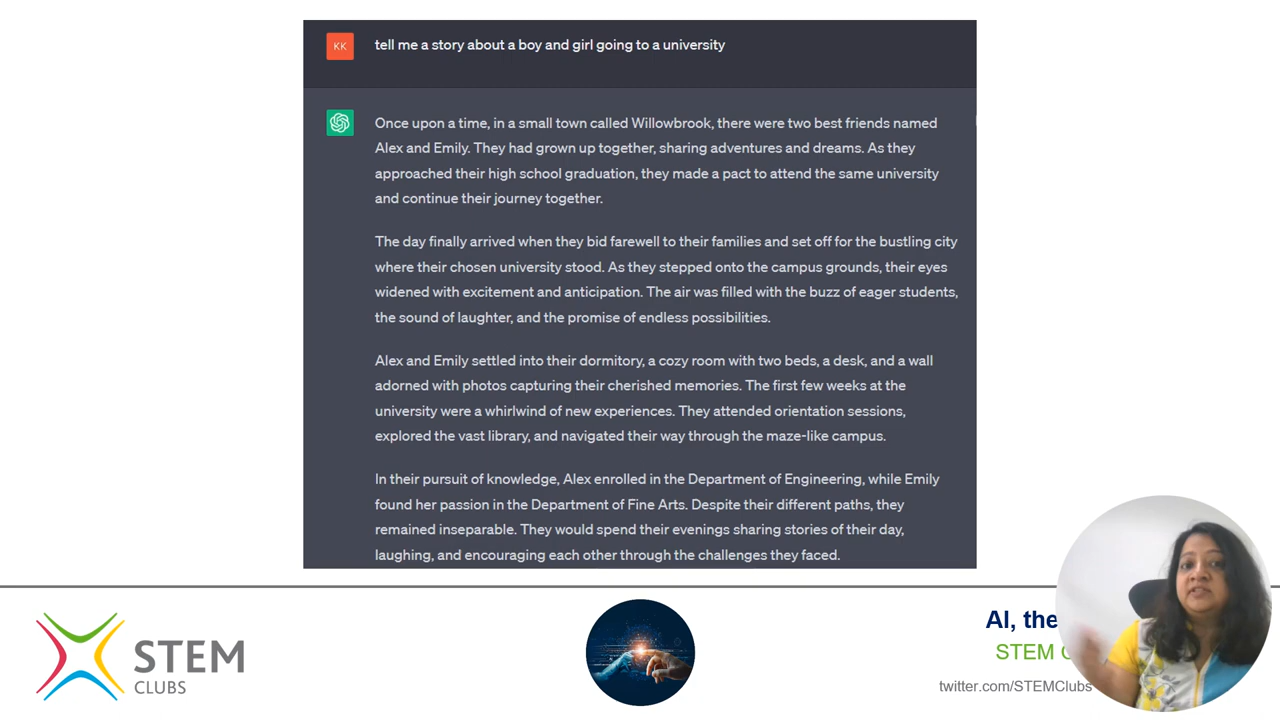 KK
tell me a story about a boy and girl going to a university
Once upon a time, in a small town called Willowbrook, there were two best friends named
Alex and Emily. They had grown up together, sharing adventures and dreams. As they
approached their high school graduation, they made a pact to attend the same university
and continue their journey together.
The day finally arrived when they bid farewell to their families and set off for the bustling city
where their chosen university stood. As they stepped onto the campus grounds, their eyes
widened with excitement and anticipation. The air was filled with the buzz of eager students,
the sound of laughter, and the promise of endless possibilities.
Alex and Emily settled into their dormitory, a cozy room with two beds, a desk, and a wall
adorned with photos capturing their cherished memories. The first few weeks at the
university were a whirlwind of new experiences. They attended orientation sessions,
explored the vast library, and navigated their way through the maze-like campus.
In their pursuit of knowledge, Alex enrolled in the Department of Engineering, while Emily
found her passion in the Department of Fine Arts. Despite their different paths, they
remained inseparable. They would spend their evenings sharing stories of their day,
laughing, and encouraging each other through the challenges they faced.
STEM
CLUBS
AI, the
STEM
twitter.com/STEMClubs